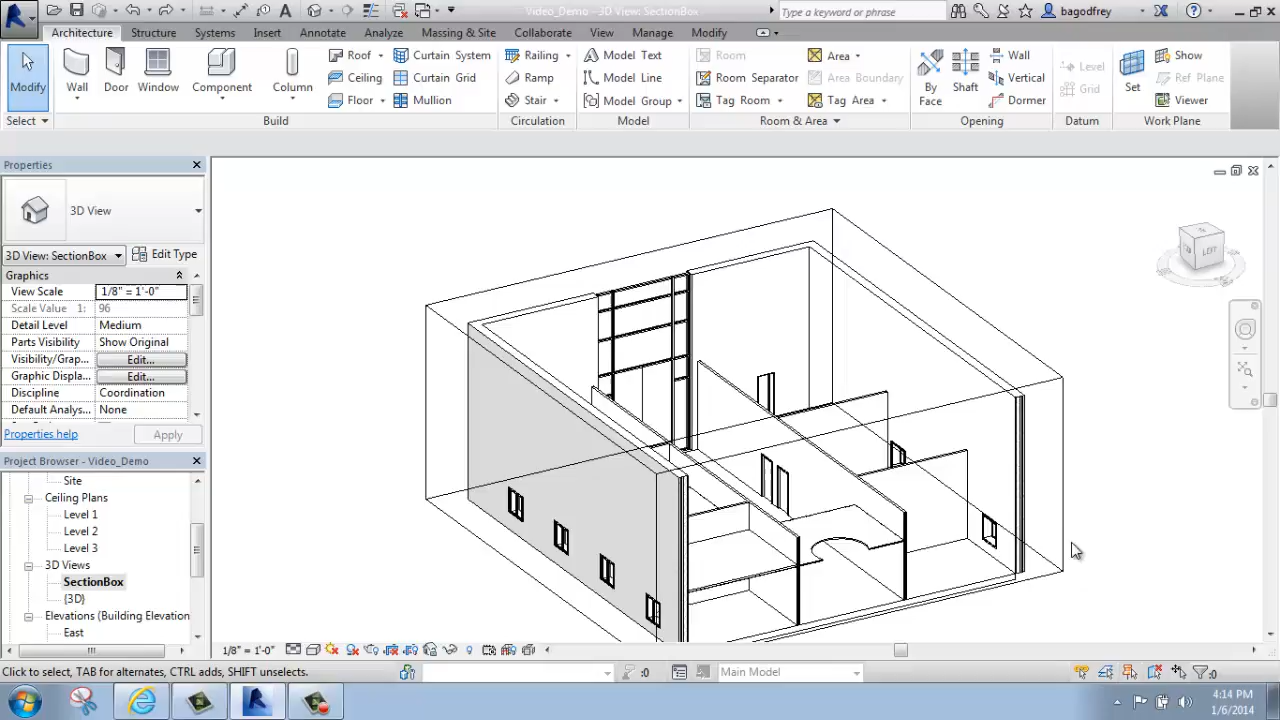 Video_Demo - 3D View: SectionBox
Type a keyword or phrase
bagodfrey
Architecture Structure Systems Insert Annotate Analyze Massing & Site Collaborate View Manage Modify
Modify
Wall
Door
Window
Component
Column
Roof
Ceiling
Floor
Curtain System
Curtain Grid
Mullion
Railing
Ramp
Stair
Model Text
Model Line
Model Group
Room
Room Separator
Tag Room
Area
Area Boundary
Tag Area
By Face
Shaft
Wall
Vertical
Dormer
Level
Grid
Set
Show
Ref Plane
Viewer
Select Build Circulation Model Room & Area Opening Datum Work Plane
Properties
3D View
3D View: SectionBox Edit Type
Graphics
View Scale 1/8" = 1'-0"
Scale Value 1: 96
Detail Level Medium
Parts Visibility Show Original
Visibility/Grap... Edit...
Graphic Displa... Edit...
Discipline Coordination
Default Analys... None
Properties help Apply
Project Browser - Video_Demo
Site
Ceiling Plans
Level 1
Level 2
Level 3
3D Views
SectionBox
{3D}
Elevations (Building Elevation
East
LEFT
1/8" = 1'-0"
Click to select, TAB for alternates, CTRL adds, SHIFT unselects.
:0
Main Model
:0
4:14 PM
1/6/2014